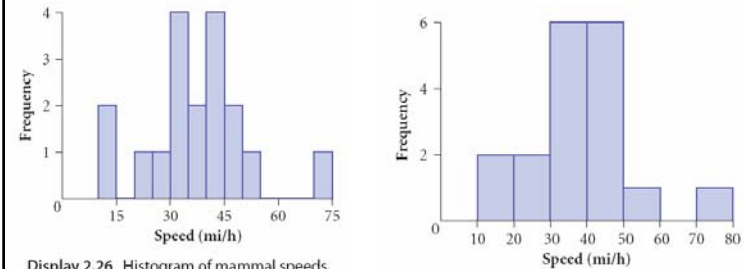 4
3
2
1
0
Frequency
15 30 45 60 75
Speed (mi/h)
Display 2.26 Histogram of mammal speeds.
6
4
2
0
Frequency
10 20 30 40 50 60 70 80
Speed (mi/h)